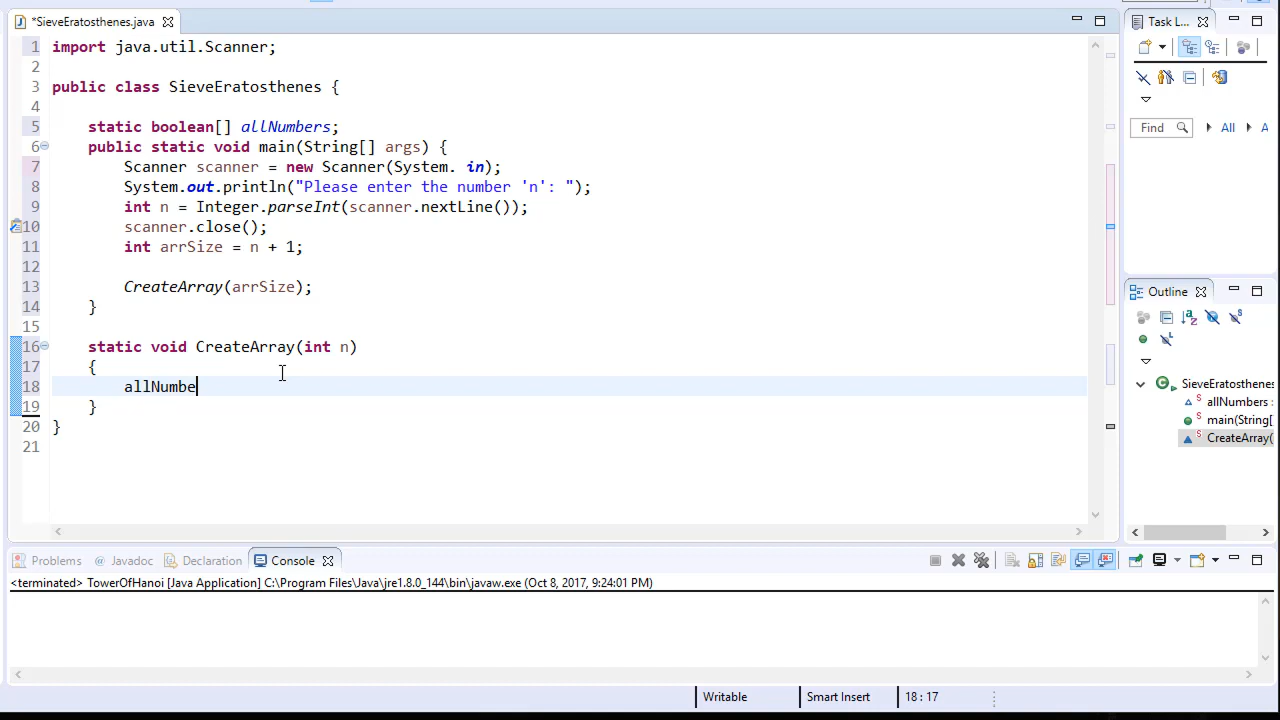 *SieveEratosthenes.java
1 import java.util.Scanner;
2
3 public class SieveEratosthenes {
4
5 static boolean[] allNumbers;
6 public static void main(String[] args) {
7 Scanner scanner = new Scanner(System. in);
8 System.out.println("Please enter the number 'n': ");
9 int n = Integer.parseInt(scanner.nextLine());
10 scanner.close();
11 int arrSize = n + 1;
12
13 CreateArray(arrSize);
14 }
15
16 static void CreateArray(int n)
17 {
18 allNumbe
19 }
20 }
21
Task L...
Find
All
A
Outline
SieveEratosthenes
S allNumbers :
S main(String[
S CreateArray(
Problems @ Javadoc Declaration Console
<terminated> TowerOfHanoi [Java Application] C:\Program Files\Java\jre1.8.0_144\bin\javaw.exe (Oct 8, 2017, 9:24:01 PM)
Writable Smart Insert 18 : 17